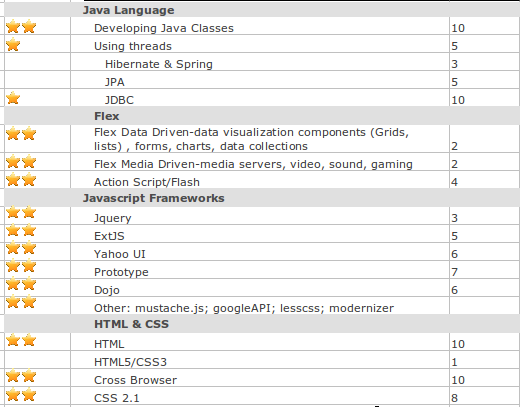 Java Language
Developing Java Classes 10
Using threads 5
Hibernate & Spring 3
JPA 5
JDBC 10
Flex
Flex Data Driven-data visualization components (Grids,
lists) , forms, charts, data collections 2
Flex Media Driven-media servers, video, sound, gaming 2
Action Script/Flash 4
Javascript Frameworks
Jquery 3
ExtJS 5
Yahoo UI 6
Prototype 7
Dojo 6
Other: mustache.js; googleAPI; lesscss; modernizer
HTML & CSS
HTML 10
HTML5/CSS3 1
Cross Browser 10
CSS 2.1 8